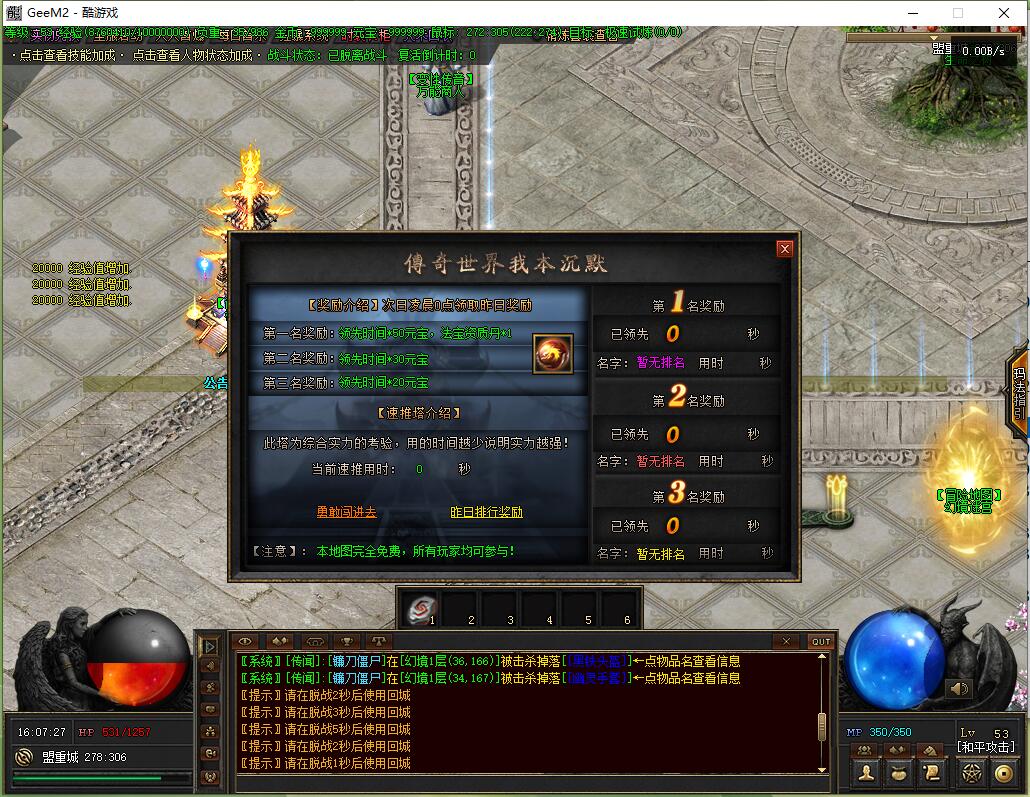 GeeM2 - 酷游戏
·点击查看技能加成· 点击查看人物状态加成· 战斗状态: 已脱离战斗 复活倒计时: 0
0.00B/s
万能商人
20000 经验值增加.
20000 经验值增加.
20000 经验值增加.
公告
傳奇世界我本沉默
【奖励介绍】次日凌晨0点领取昨日奖励
第一名奖励: 领先时间*50元宝, 法宝资质丹*1
第二名奖励: 领先时间*30元宝
第三名奖励: 领先时间*20元宝
【速推塔介绍】
此塔为综合实力的考验, 用的时间越少说明实力越强!
当前速推用时: 0 秒
勇敢闯进去 昨日排行奖励
【注意】: 本地图完全免费, 所有玩家均可参与!
第1名奖励
已领先 0 秒
名字: 暂无排名 用时 秒
第2名奖励
已领先 0 秒
名字: 暂无排名 用时 秒
第3名奖励
已领先 0 秒
名字: 暂无排名 用时 秒
玛法指引
【冒险地图】
幻境迷宫
1 2 3 4 5 6
QUT
〖系统〗[传闻]:[镰刀僵尸]在[幻境1层(36,166)]被击杀掉落[[黑铁头盔]]←点物品名查看信息
〖系统〗[传闻]:[镰刀僵尸]在[幻境1层(34,167)]被击杀掉落[[幽灵手套]]←点物品名查看信息
〖提示〗请在脱战2秒后使用回城
〖提示〗请在脱战3秒后使用回城
〖提示〗请在脱战5秒后使用回城
〖提示〗请在脱战2秒后使用回城
〖提示〗请在脱战1秒后使用回城
16:07:27 HP 531/1257
盟重城 278:306
MP 350/350 Lv 53
[和平攻击]